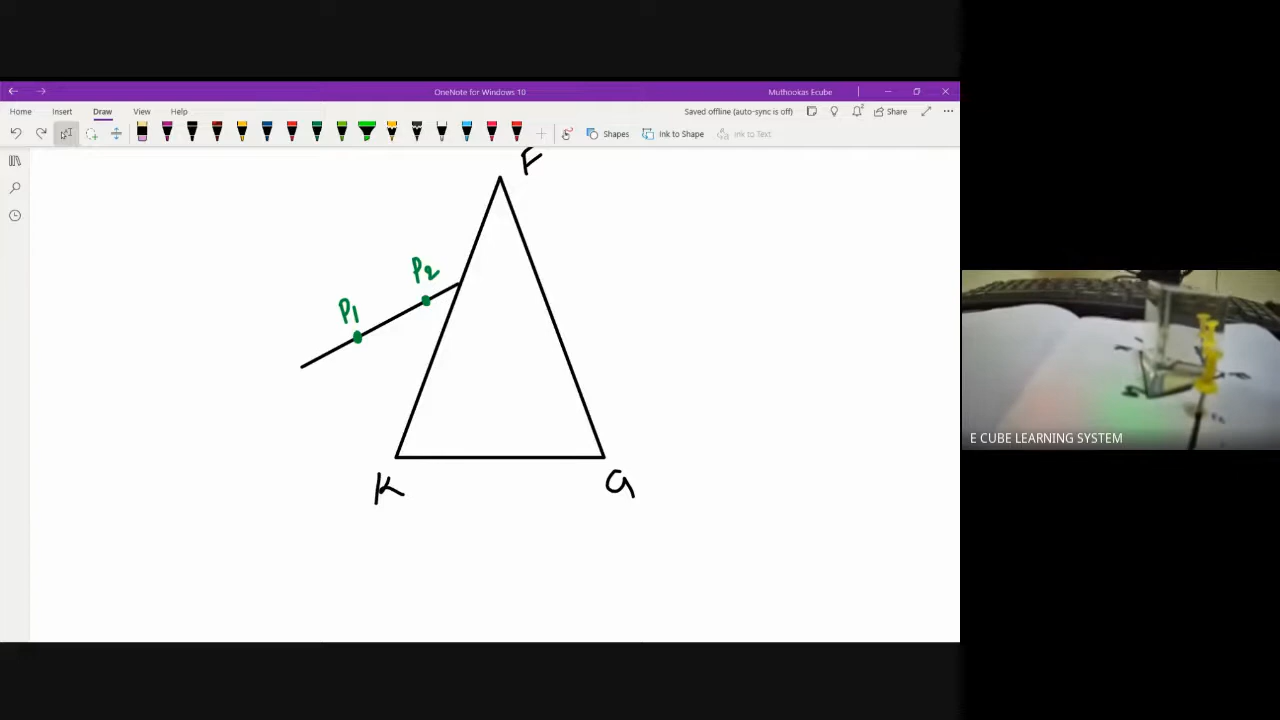 OneNote for Windows 10
Muthookas Ecube
Home Insert Draw View Help
Saved offline (auto-sync is off)
Share
Shapes
Ink to Shape
Ink to Text
F
P2
P1
K
G
E CUBE LEARNING SYSTEM